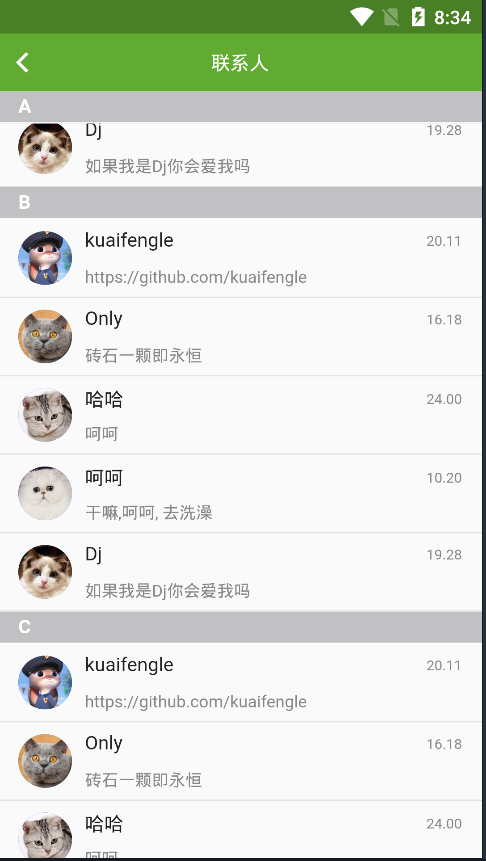 8:34
联系人
A
Dj 19.28
如果我是Dj你会爱我吗
B
kuaifengle 20.11
https://github.com/kuaifengle
Only 16.18
砖石一颗即永恒
哈哈 24.00
呵呵
呵呵 10.20
干嘛,呵呵, 去洗澡
Dj 19.28
如果我是Dj你会爱我吗
C
kuaifengle 20.11
https://github.com/kuaifengle
Only 16.18
砖石一颗即永恒
哈哈 24.00
呵呵